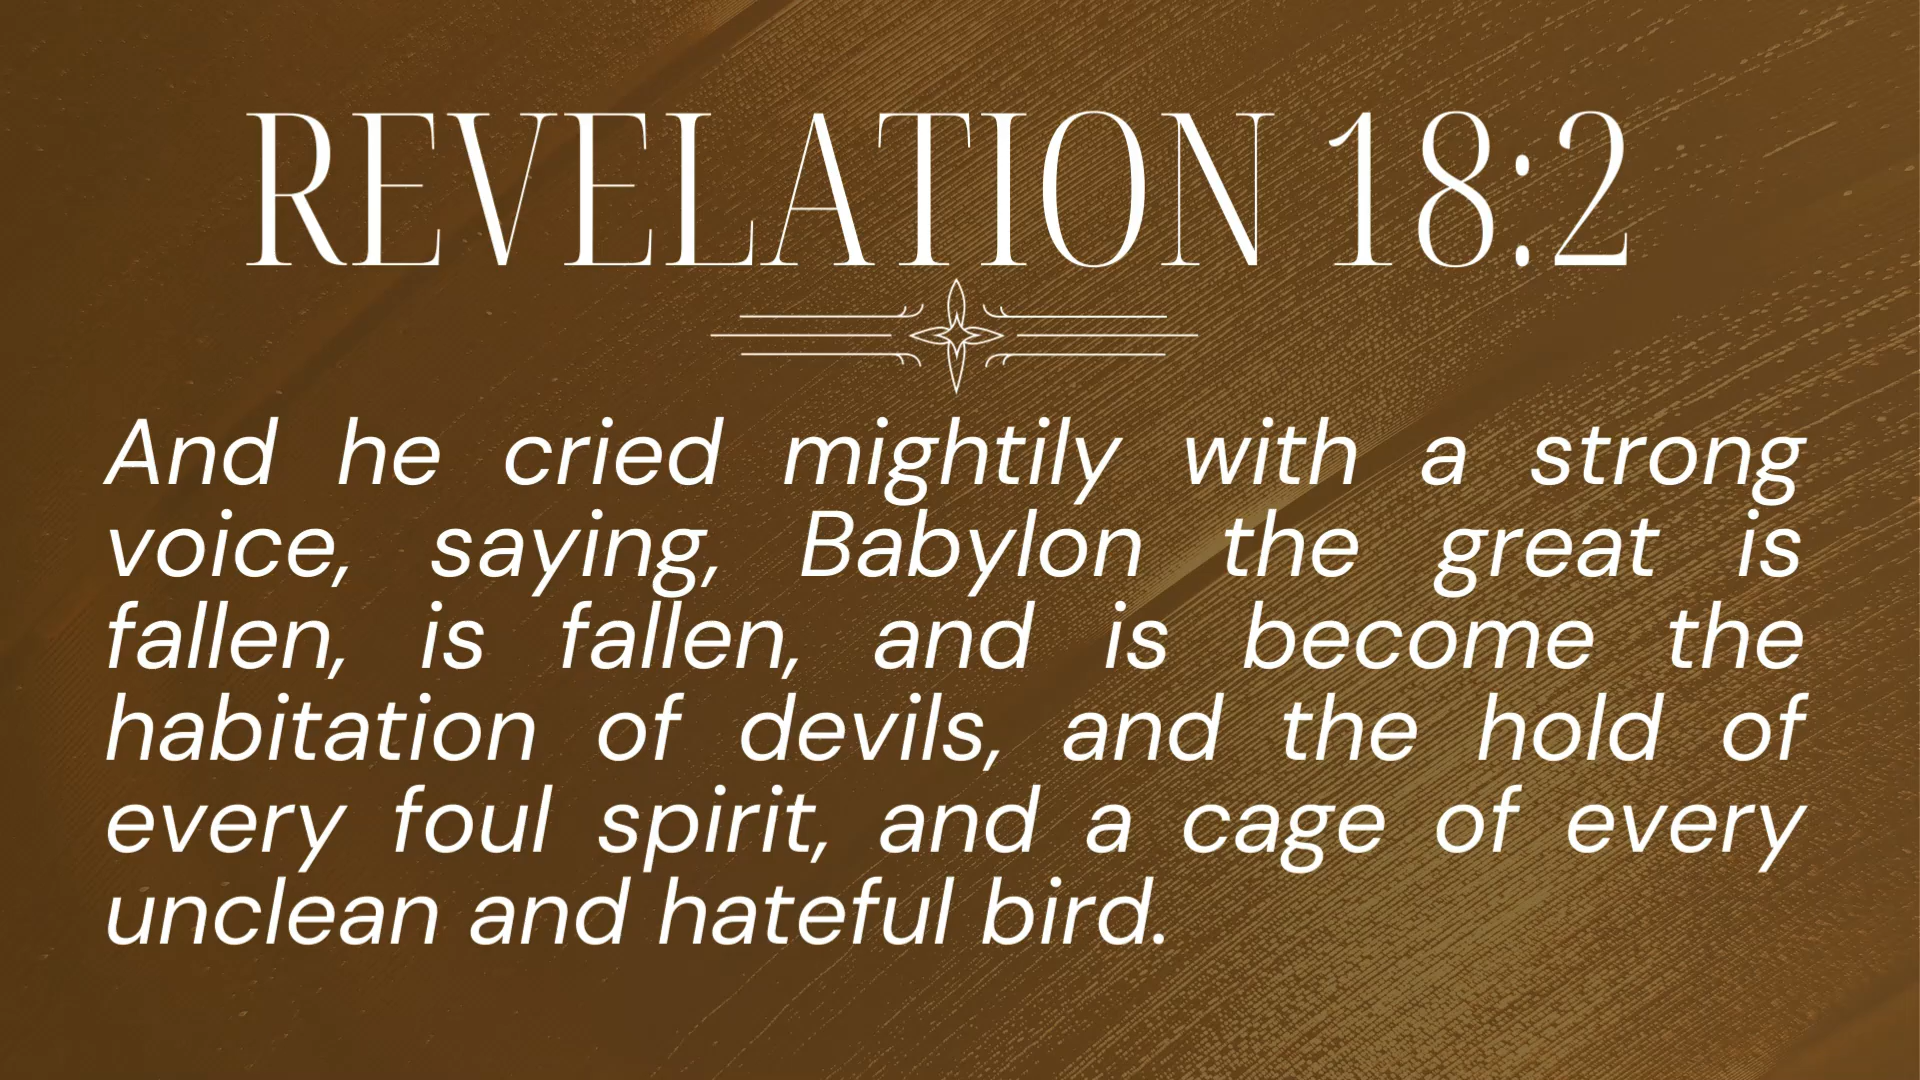 REVELATION 18:2
And he cried mightily with a strong
voice, saying, Babylon the great is
fallen, is fallen, and is become the
habitation of devils, and the hold of
every foul spirit, and a cage of every
unclean and hateful bird.